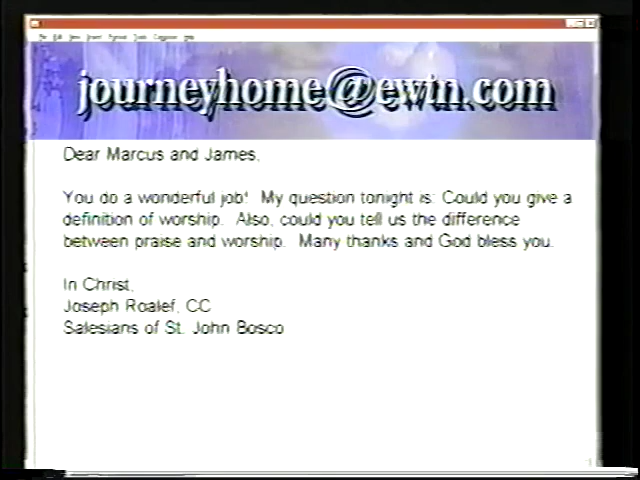 journeyhome@ewtn.com
Dear Marcus and James,
You do a wonderful job! My question tonight is: Could you give a
definition of worship. Also, could you tell us the difference
between praise and worship. Many thanks and God bless you.
In Christ,
Joseph Roalef, CC
Salesians of St. John Bosco